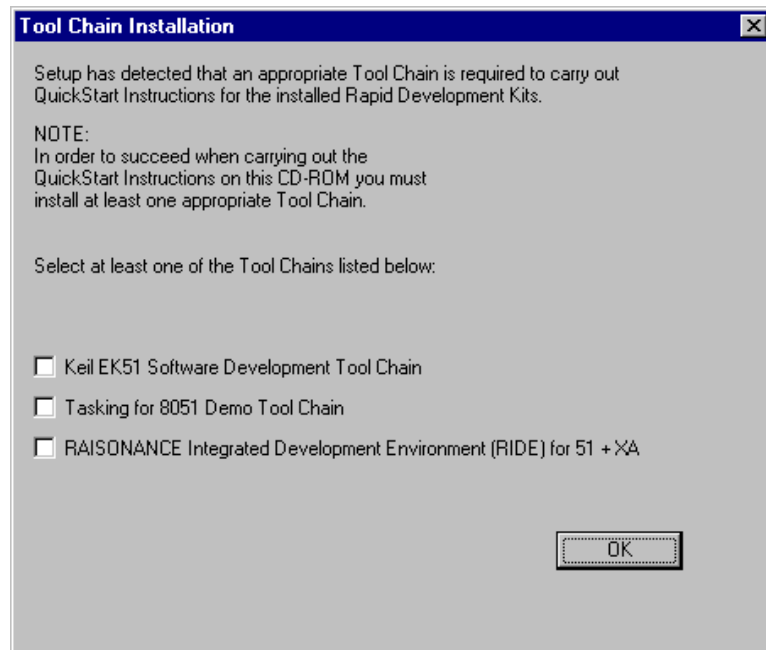 Tool Chain Installation
Setup has detected that an appropriate Tool Chain is required to carry out
QuickStart Instructions for the installed Rapid Development Kits.
NOTE:
In order to succeed when carrying out the
QuickStart Instructions on this CD-ROM you must
install at least one appropriate Tool Chain.
Select at least one of the Tool Chains listed below:
Keil EK51 Software Development Tool Chain
Tasking for 8051 Demo Tool Chain
RAISONANCE Integrated Development Environment (RIDE) for 51 + XA
OK